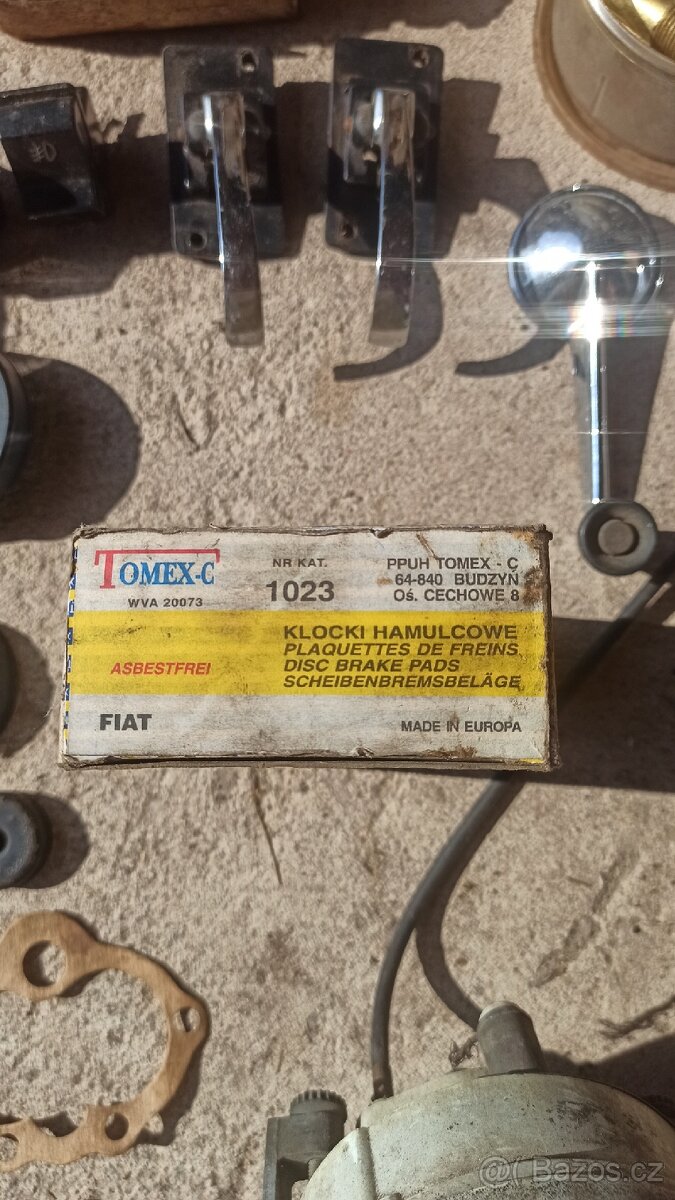 TOMEX-C
WVA 20073
NR KAT.
1023
PPUH TOMEX - C
64-840 BUDZYŃ
Oś. CECHOWE 8
ASBESTFREI
KLOCKI HAMULCOWE
PLAQUETTES DE FREINS
DISC BRAKE PADS
SCHEIBENBREMSBELÄGE
FIAT
MADE IN EUROPA
Bazos.cz